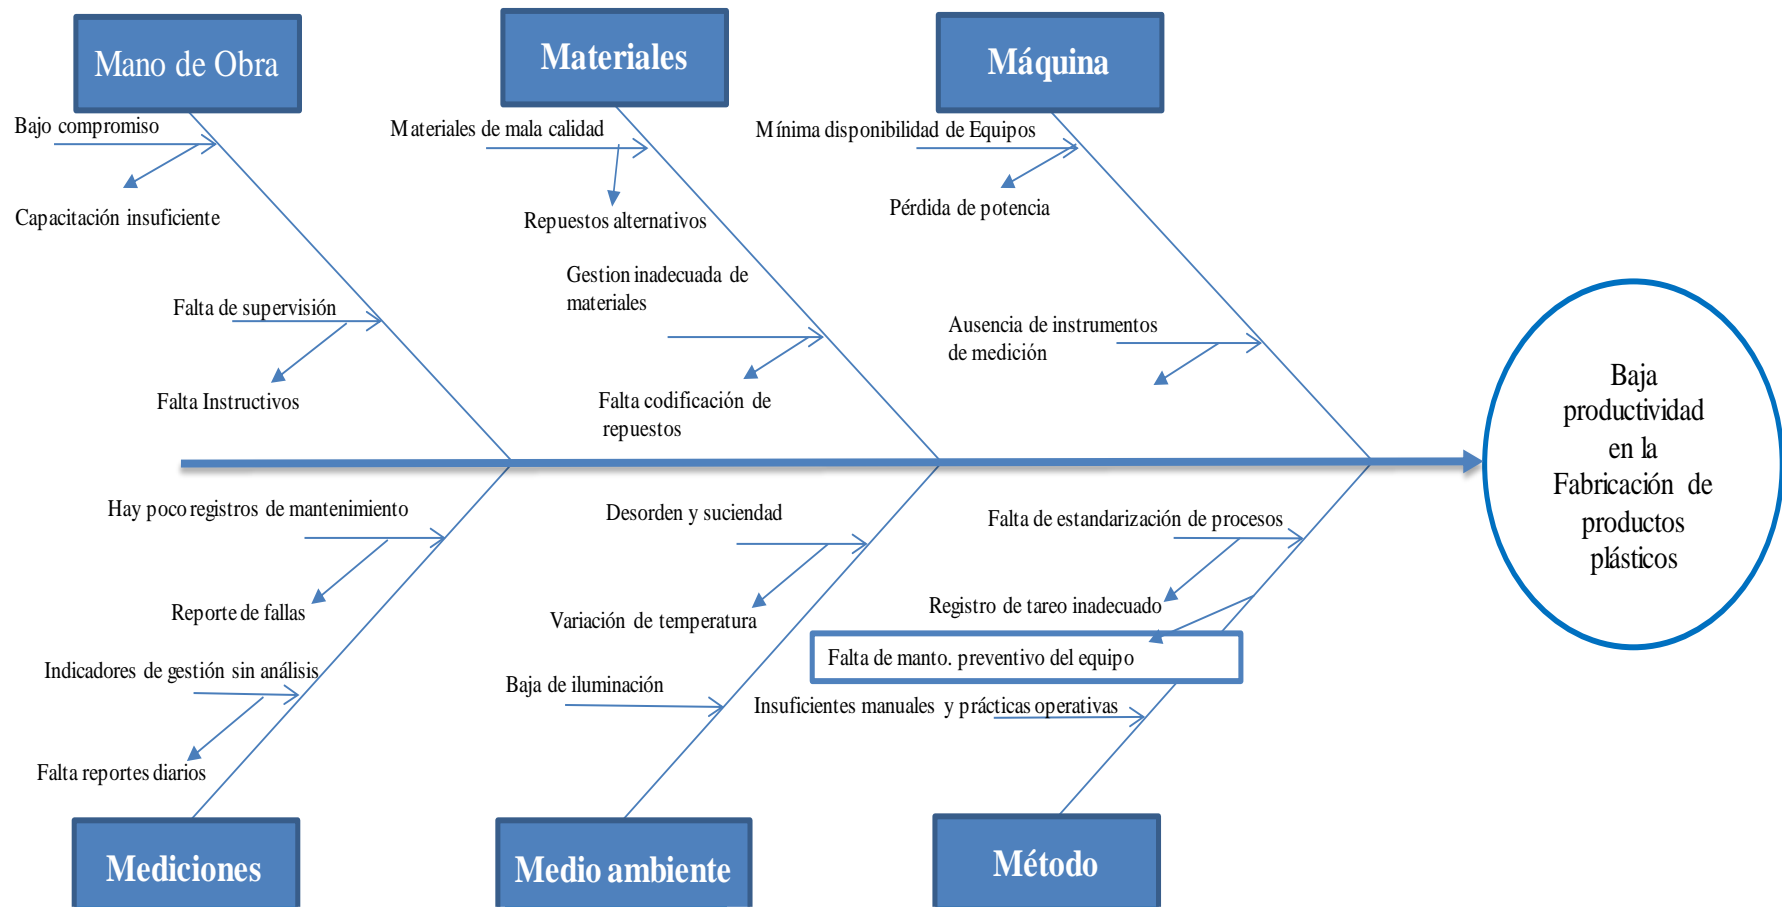 Mano de Obra
Materiales
Máquina
Bajo compromiso
Capacitación insuficiente
Falta de supervisión
Falta Instructivos
Materiales de mala calidad
Repuestos alternativos
Gestion inadecuada de
materiales
Falta codificación de
repuestos
Mínima disponibilidad de Equipos
Pérdida de potencia
Ausencia de instrumentos
de medición
Baja
productividad
en la
Fabricación de
productos
plásticos
Hay poco registros de mantenimiento
Reporte de fallas
Indicadores de gestión sin análisis
Falta reportes diarios
Desorden y suciendad
Variación de temperatura
Baja de iluminación
Falta de estandarización de procesos
Registro de tareo inadecuado
Falta de manto. preventivo del equipo
Insuficientes manuales y prácticas operativas
Mediciones
Medio ambiente
Método